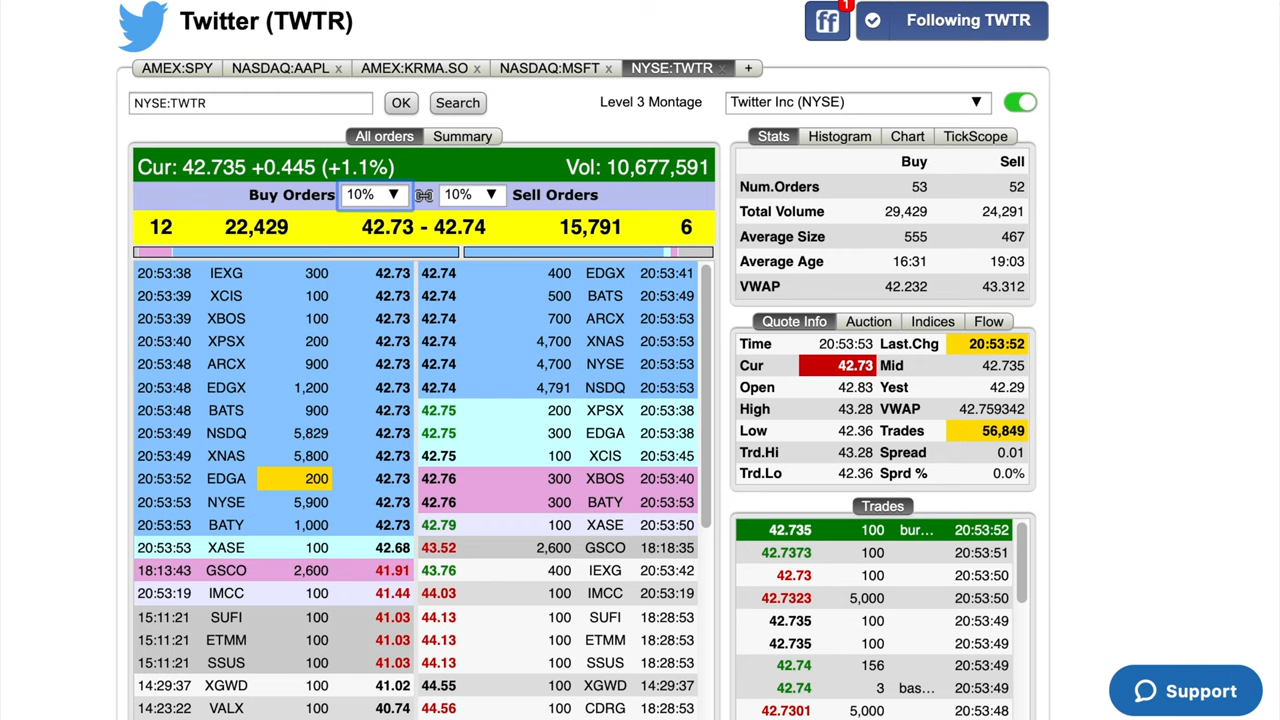 Twitter (TWTR)
ff 1 Following TWTR
AMEX:SPY NASDAQ:AAPL x AMEX:KRMA.SO x NASDAQ:MSFT x NYSE:TWTR x +
NYSE:TWTR OK Search Level 3 Montage Twitter Inc (NYSE) ▼
All orders Summary
Cur: 42.735 +0.445 (+1.1%) Vol: 10,677,591
Buy Orders 10% ▼ 10% ▼ Sell Orders
12 22,429 42.73 - 42.74 15,791 6
20:53:38 IEXG 300 42.73 42.74 400 EDGX 20:53:41
20:53:39 XCIS 100 42.73 42.74 500 BATS 20:53:49
20:53:39 XBOS 100 42.73 42.74 700 ARCX 20:53:53
20:53:40 XPSX 200 42.73 42.74 4,700 XNAS 20:53:53
20:53:48 ARCX 900 42.73 42.74 4,700 NYSE 20:53:53
20:53:48 EDGX 1,200 42.73 42.74 4,791 NSDQ 20:53:53
20:53:48 BATS 900 42.73 42.75 200 XPSX 20:53:38
20:53:49 NSDQ 5,829 42.73 42.75 300 EDGA 20:53:38
20:53:49 XNAS 5,800 42.73 42.75 100 XCIS 20:53:45
20:53:52 EDGA 200 42.73 42.76 300 XBOS 20:53:40
20:53:53 NYSE 5,900 42.73 42.76 300 BATY 20:53:53
20:53:53 BATY 1,000 42.73 42.79 100 XASE 20:53:50
20:53:53 XASE 100 42.68 43.52 2,600 GSCO 18:18:35
18:13:43 GSCO 2,600 41.91 43.76 400 IEXG 20:53:42
20:53:19 IMCC 100 41.44 44.03 100 IMCC 20:53:19
15:11:21 SUFI 100 41.03 44.13 100 SUFI 18:28:53
15:11:21 ETMM 100 41.03 44.13 100 ETMM 18:28:53
15:11:21 SSUS 100 41.03 44.13 100 SSUS 18:28:53
14:29:37 XGWD 100 41.02 44.55 100 XGWD 18:28:53
14:23:22 VALX 100 40.74 44.56 100 CDRG 18:28:53
Stats Histogram Chart TickScope
Buy Sell
Num.Orders 53 52
Total Volume 29,429 24,291
Average Size 555 467
Average Age 16:31 19:03
VWAP 42.232 43.312
Quote Info Auction Indices Flow
Time 20:53:53 Last.Chg 20:53:52
Cur 42.73 Mid 42.735
Open 42.83 Yest 42.29
High 43.28 VWAP 42.759342
Low 42.36 Trades 56,849
Trd.Hi 43.28 Spread 0.01
Trd.Lo 42.36 Sprd % 0.0%
Trades
42.735 100 bur... 20:53:52
42.7373 100 20:53:51
42.73 100 20:53:50
42.7323 5,000 20:53:50
42.735 100 20:53:49
42.735 100 20:53:49
42.74 156 20:53:49
42.74 3 bas... 20:53:49
42.7301 5,000 20:53:48
Support